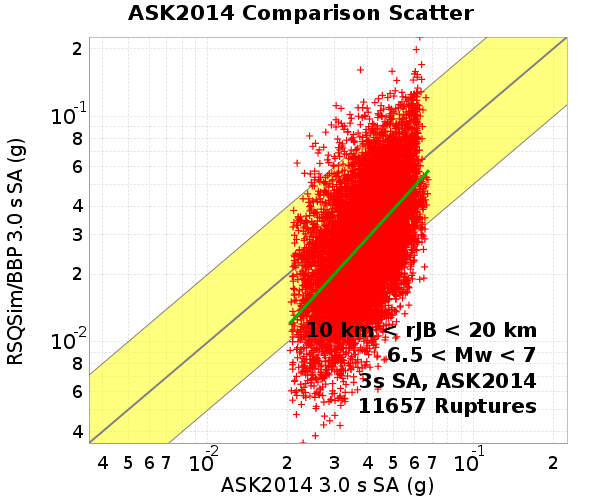 ASK2014 Comparison Scatter
RSQSim/BBP 3.0 s SA (g)
2
10⁻¹
8
6
4
3
2
10⁻²
8
6
4
10 km < rJB < 20 km
6.5 < Mw < 7
3s SA, ASK2014
11657 Ruptures
4 5 6 7 10⁻² 2 3 4 5 6 7 10⁻¹ 2
ASK2014 3.0 s SA (g)